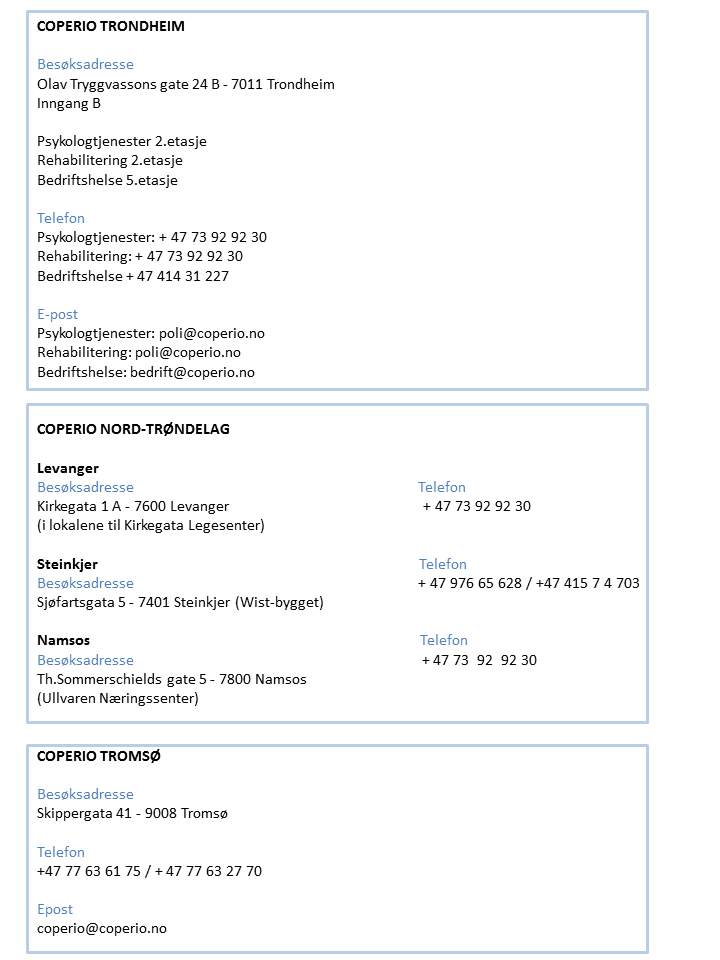 COPERIO TRONDHEIM
Besøksadresse
Olav Tryggvassons gate 24 B - 7011 Trondheim
Inngang B
Psykologtjenester 2.etasje
Rehabilitering 2.etasje
Bedriftshelse 5.etasje
Telefon
Psykologtjenester: + 47 73 92 92 30
Rehabilitering: + 47 73 92 92 30
Bedriftshelse + 47 414 31 227
E-post
Psykologtjenester: poli@coperio.no
Rehabilitering: poli@coperio.no
Bedriftshelse: bedrift@coperio.no
COPERIO NORD-TRØNDELAG
Levanger
Besøksadresse Telefon
Kirkegata 1 A - 7600 Levanger + 47 73 92 92 30
(i lokalene til Kirkegata Legesenter)
Steinkjer Telefon
Besøksadresse + 47 976 65 628 / +47 415 7 4 703
Sjøfartsgata 5 - 7401 Steinkjer (Wist-bygget)
Namsos Telefon
Besøksadresse + 47 73 92 92 30
Th.Sommerschields gate 5 - 7800 Namsos
(Ullvaren Næringssenter)
COPERIO TROMSØ
Besøksadresse
Skippergata 41 - 9008 Tromsø
Telefon
+47 77 63 61 75 / + 47 77 63 27 70
Epost
coperio@coperio.no